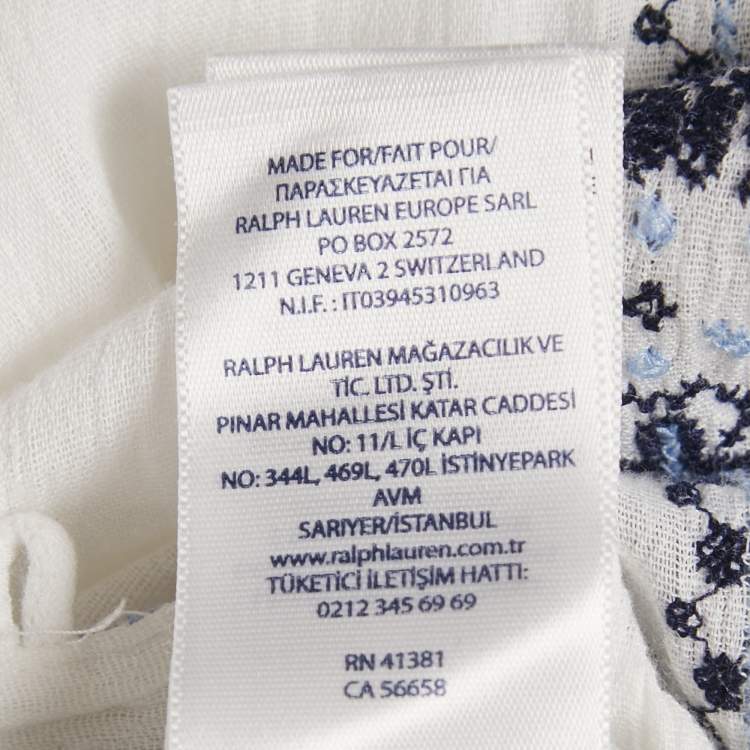 MADE FOR/FAIT POUR/
ΠΑΡΑΣΚΕΥΑΖΕΤΑΙ ΓΙΑ
RALPH LAUREN EUROPE SARL
PO BOX 2572
1211 GENEVA 2 SWITZERLAND
N.I.F. : IT03945310963
RALPH LAUREN MAĞAZACILIK VE
TİC. LTD. ŞTİ.
PINAR MAHALLESİ KATAR CADDESİ
NO: 11/L İÇ KAPI
NO: 344L, 469L, 470L İSTİNYEPARK
AVM
SARIYER/İSTANBUL
www.ralphlauren.com.tr
TÜKETİCİ İLETİŞİM HATTI:
0212 345 69 69
RN 41381
CA 56658